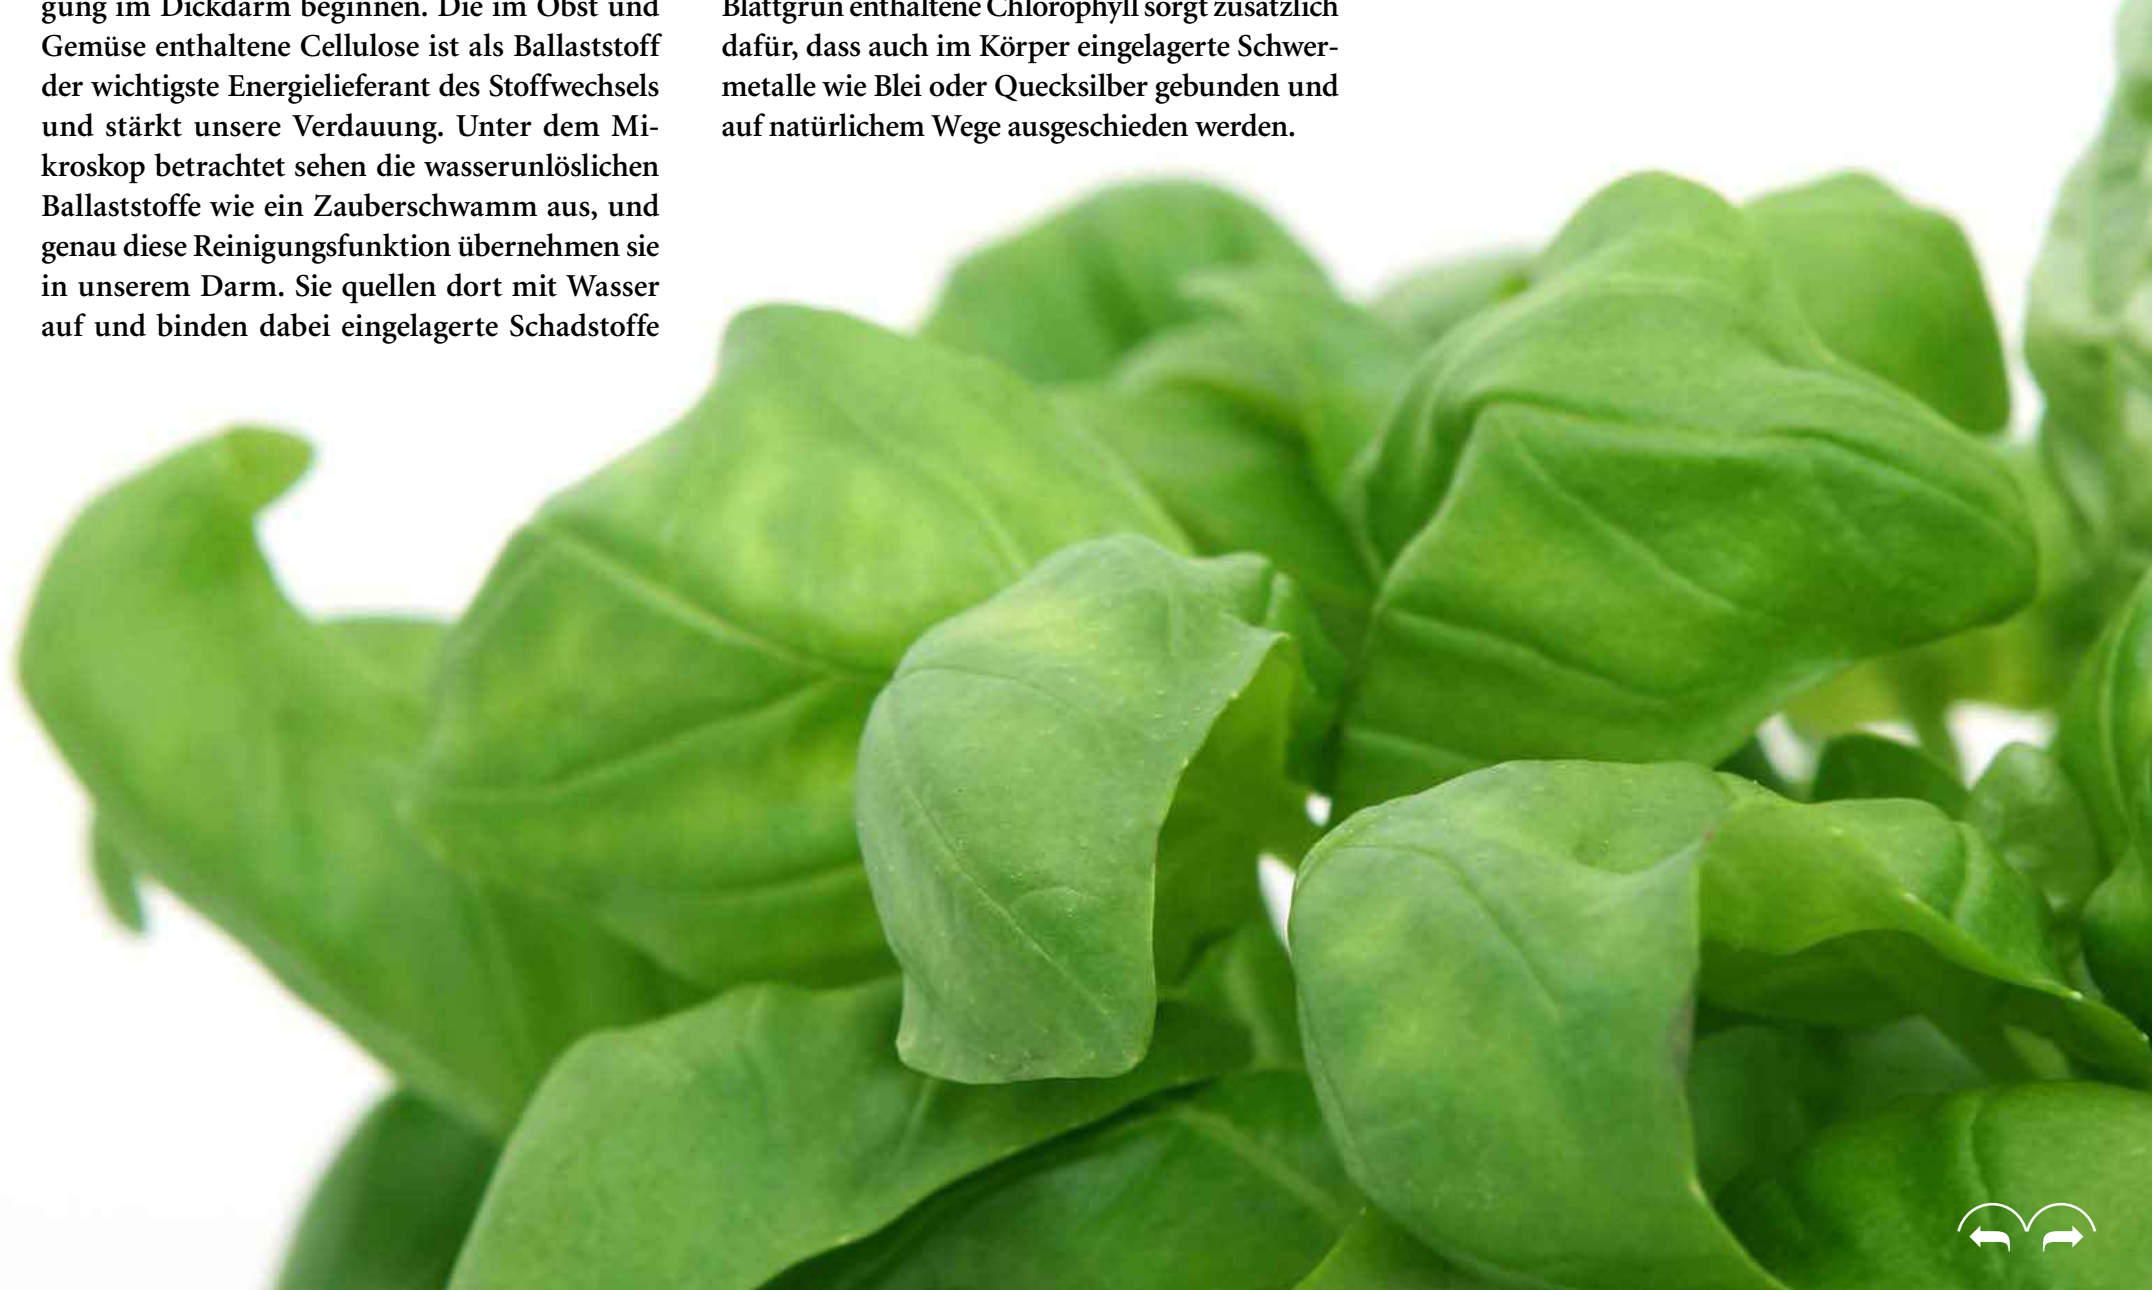 gung im Dickdarm beginnen. Die im Obst und
Gemüse enthaltene Cellulose ist als Ballaststoff
der wichtigste Energielieferant des Stoffwechsels
und stärkt unsere Verdauung. Unter dem Mi-
kroskop betrachtet sehen die wasserunlöslichen
Ballaststoffe wie ein Zauberschwamm aus, und
genau diese Reinigungsfunktion übernehmen sie
in unserem Darm. Sie quellen dort mit Wasser
auf und binden dabei eingelagerte Schadstoffe
Blattgrün enthaltene Chlorophyll sorgt zusätzlich
dafür, dass auch im Körper eingelagerte Schwer-
metalle wie Blei oder Quecksilber gebunden und
auf natürlichem Wege ausgeschieden werden.